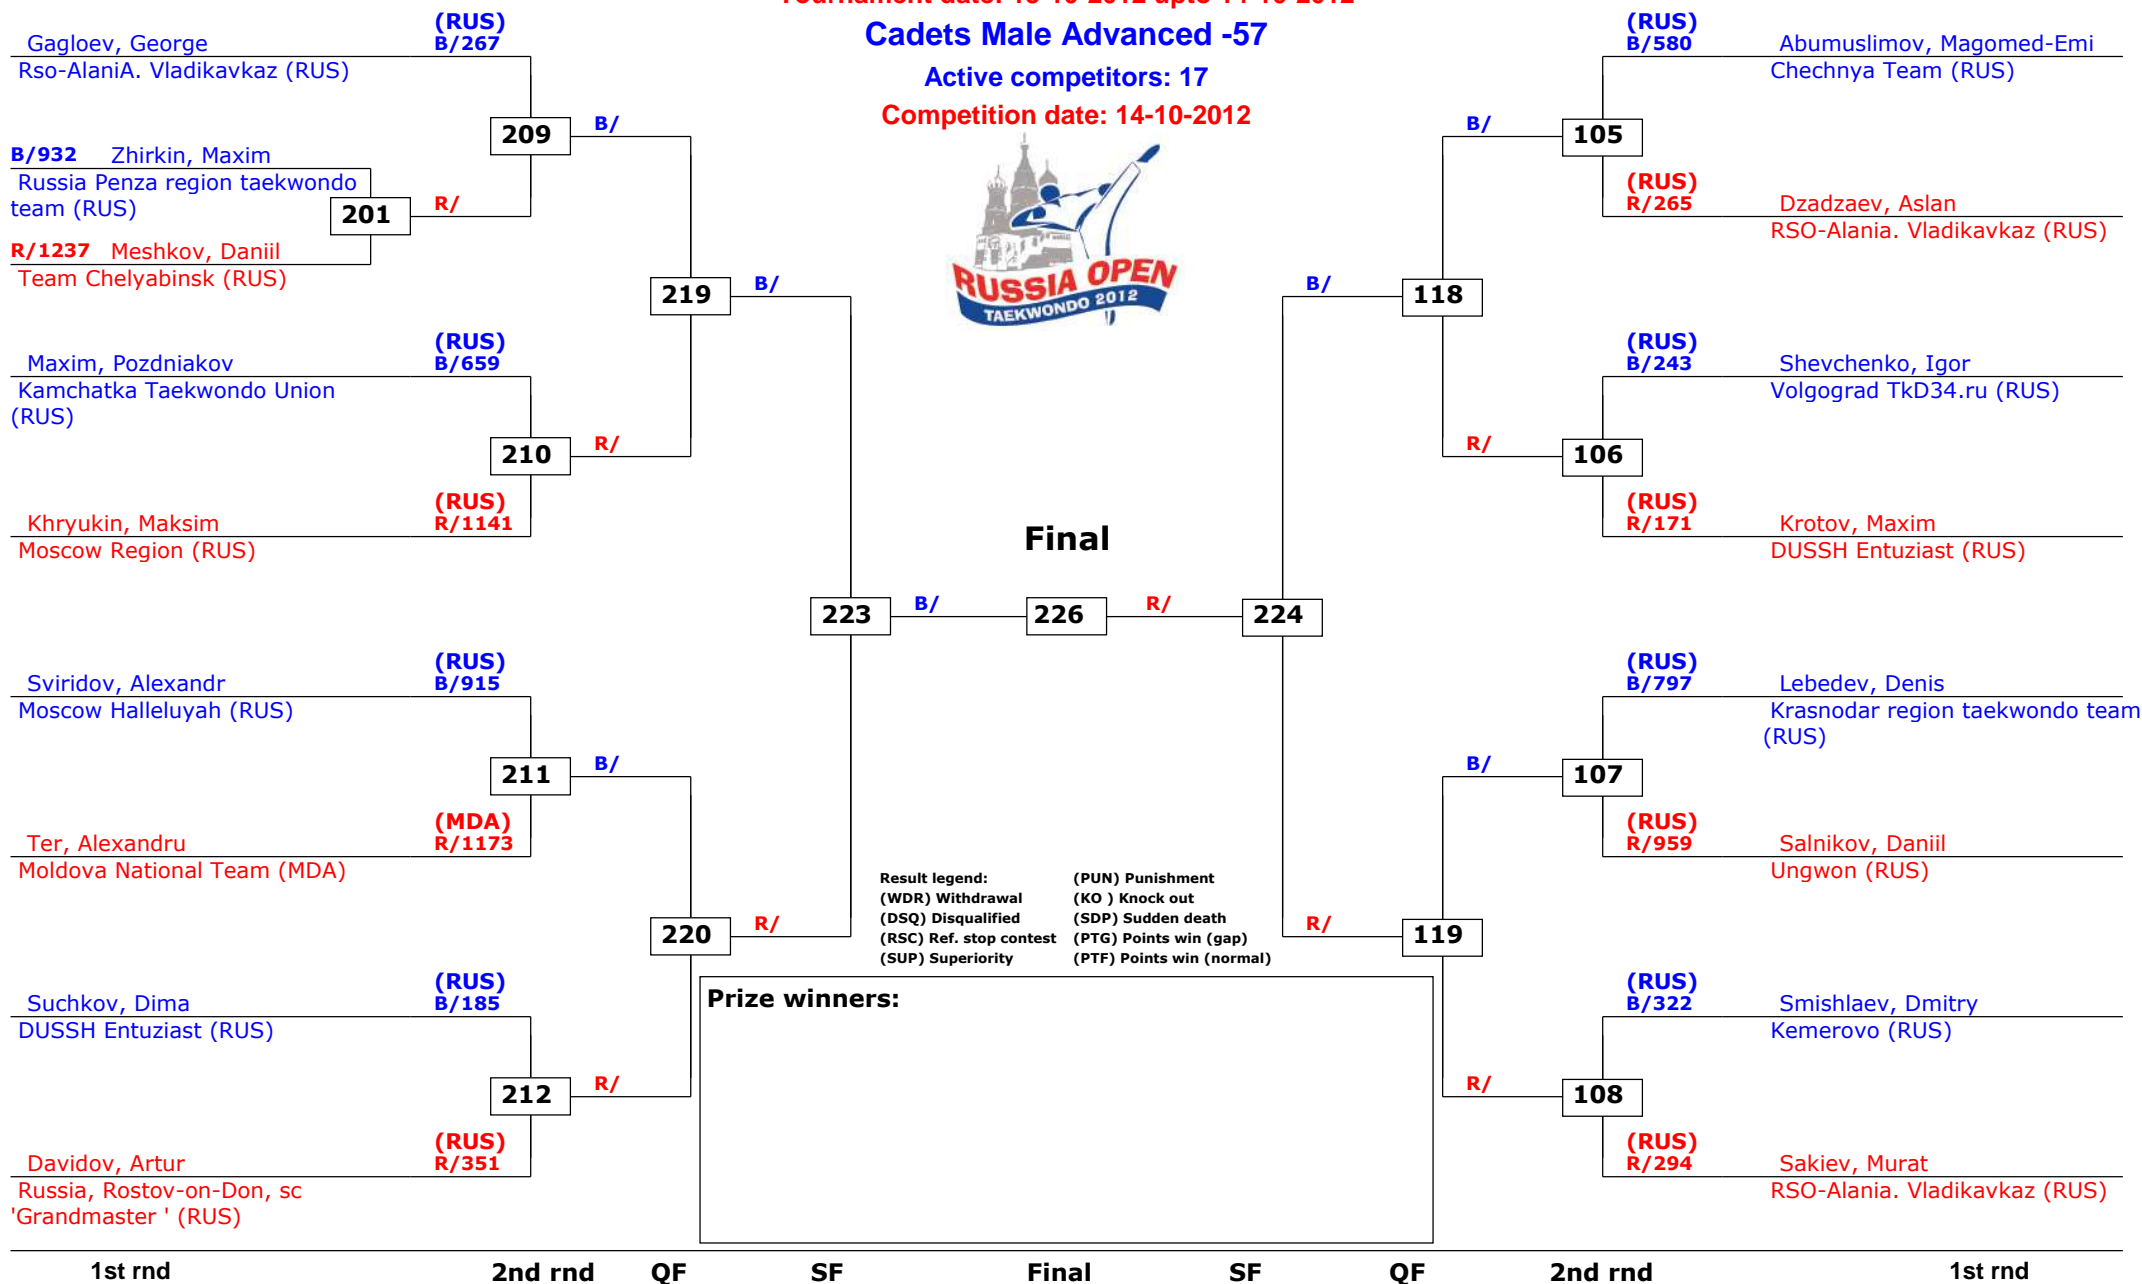 Cadets Male Advanced -57
Active competitors: 17
Competition date: 14-10-2012
RUSSIA OPEN
TAEKWONDO 2012
(RUS)
Gagloev, George B/267
Rso-AlaniA. Vladikavkaz (RUS)
209 B/
B/932 Zhirkin, Maxim
Russia Penza region taekwondo
team (RUS)
201 R/
R/1237 Meshkov, Daniil
Team Chelyabinsk (RUS)
219 B/
(RUS)
Maxim, Pozdniakov B/659
Kamchatka Taekwondo Union
(RUS)
210 R/
(RUS)
Khryukin, Maksim R/1141
Moscow Region (RUS)
Final
223 B/ 226 R/ 224
(RUS)
Sviridov, Alexandr B/915
Moscow Halleluyah (RUS)
211 B/
(MDA)
Ter, Alexandru R/1173
Moldova National Team (MDA)
220 R/
(RUS)
Suchkov, Dima B/185
DUSSH Entuziast (RUS)
212 R/
(RUS)
Davidov, Artur R/351
Russia, Rostov-on-Don, sc
'Grandmaster ' (RUS)
(RUS)
B/580 Abumuslimov, Magomed-Emi
Chechnya Team (RUS)
B/ 105
(RUS)
R/265 Dzadzaev, Aslan
RSO-Alania. Vladikavkaz (RUS)
B/ 118
(RUS)
B/243 Shevchenko, Igor
Volgograd TkD34.ru (RUS)
R/ 106
(RUS)
R/171 Krotov, Maxim
DUSSH Entuziast (RUS)
(RUS)
B/797 Lebedev, Denis
Krasnodar region taekwondo team
(RUS)
B/ 107
(RUS)
R/959 Salnikov, Daniil
Ungwon (RUS)
R/ 119
(RUS)
B/322 Smishlaev, Dmitry
Kemerovo (RUS)
R/ 108
(RUS)
R/294 Sakiev, Murat
RSO-Alania. Vladikavkaz (RUS)
Result legend: (PUN) Punishment
(WDR) Withdrawal (KO ) Knock out
(DSQ) Disqualified (SDP) Sudden death
(RSC) Ref. stop contest (PTG) Points win (gap)
(SUP) Superiority (PTF) Points win (normal)
Prize winners:
1st rnd 2nd rnd QF SF Final SF QF 2nd rnd 1st rnd